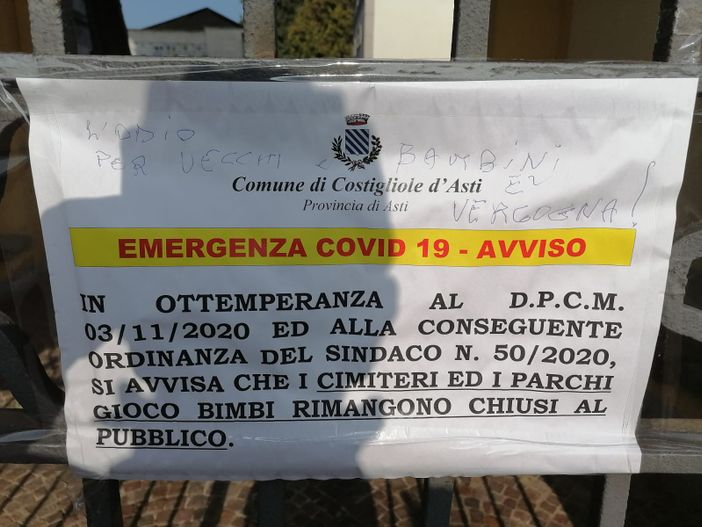 L'ODIO
PER VECCHI e BAMBINI
E'
VERGOGNA!
Comune di Costigliole d'Asti
Provincia di Asti
EMERGENZA COVID 19 - AVVISO
IN OTTEMPERANZA AL D.P.C.M.
03/11/2020 ED ALLA CONSEGUENTE
ORDINANZA DEL SINDACO N. 50/2020,
SI AVVISA CHE I CIMITERI ED I PARCHI
GIOCO BIMBI RIMANGONO CHIUSI AL
PUBBLICO.